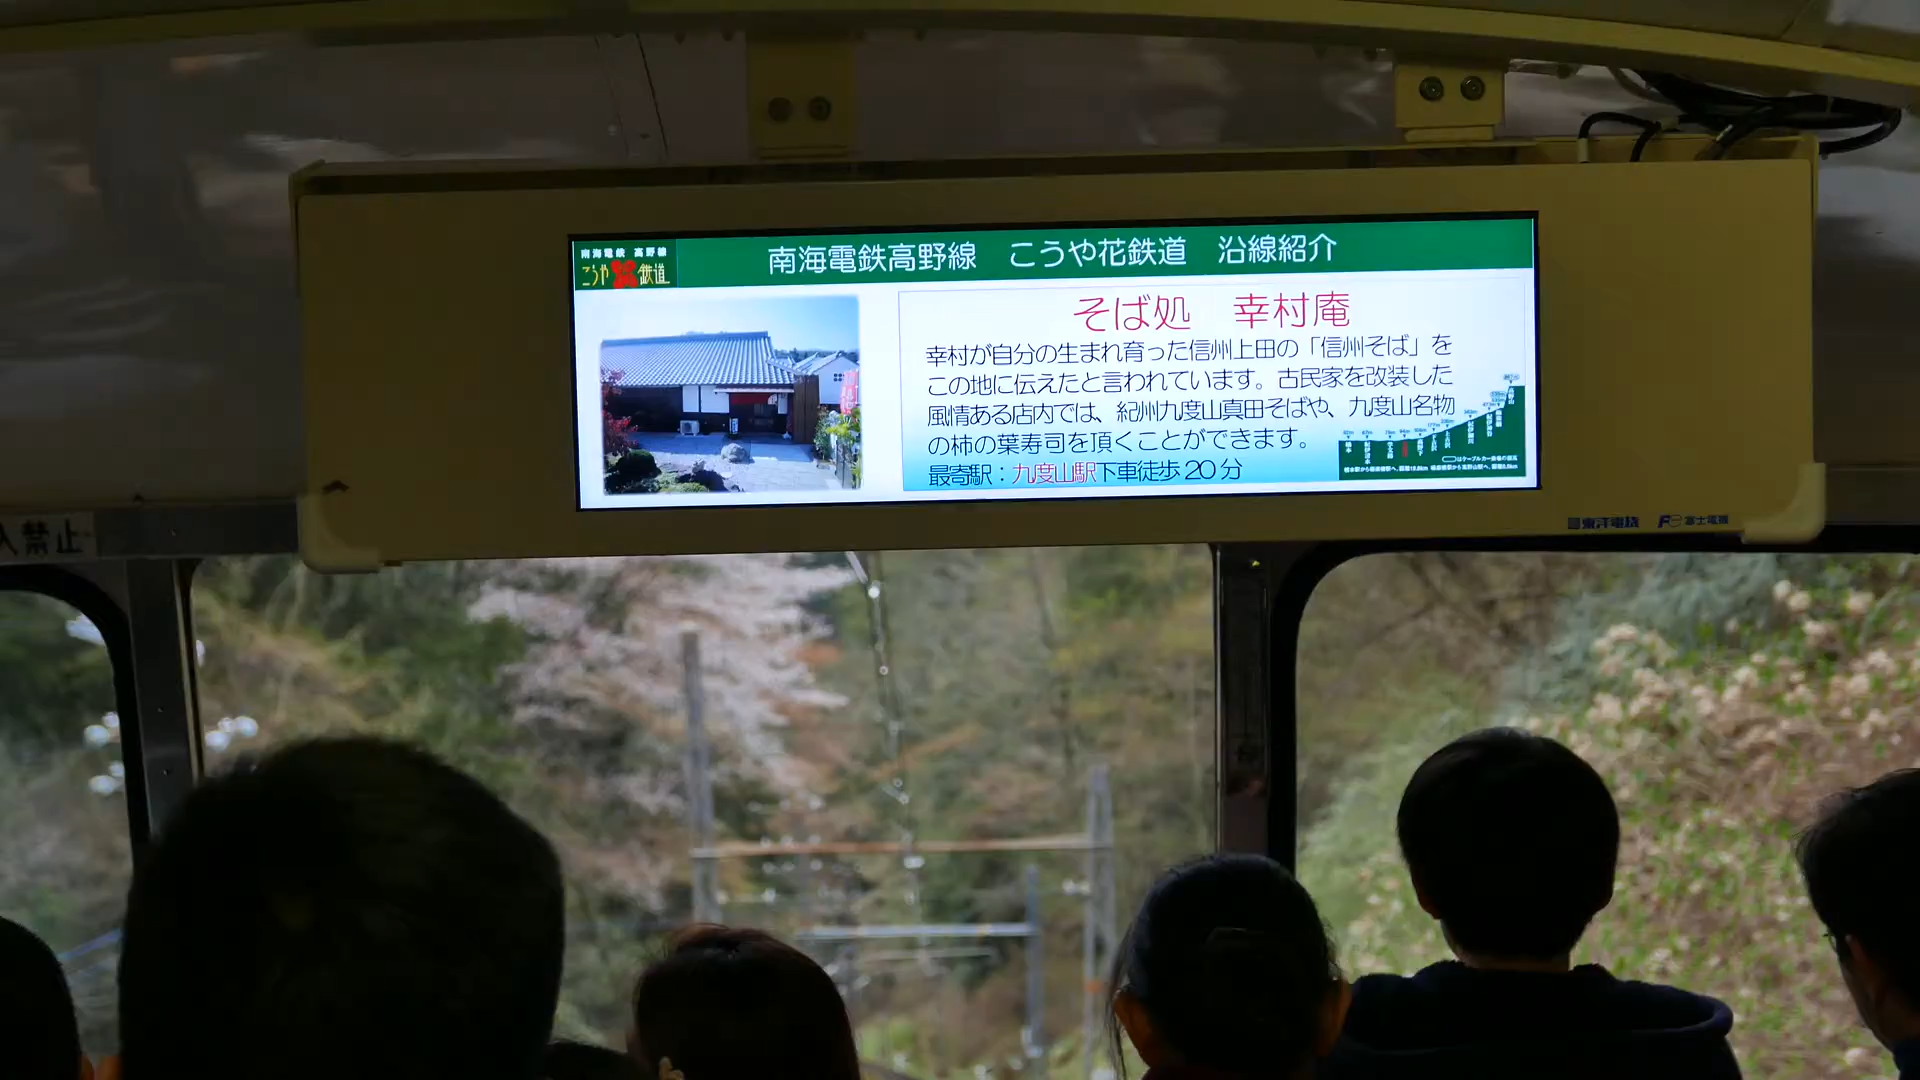 南海電鉄 高野線
こうや花鉄道
南海電鉄高野線 こうや花鉄道 沿線紹介
そば処 幸村庵
幸村が自分の生まれ育った信州上田の「信州そば」を
この地に伝えたと言われています。古民家を改装した
風情ある店内では、紀州九度山真田そばや、九度山名物
の柿の葉寿司を頂くことができます。
最寄駅：九度山駅下車徒歩20分
東洋電機
富士電機
入禁止